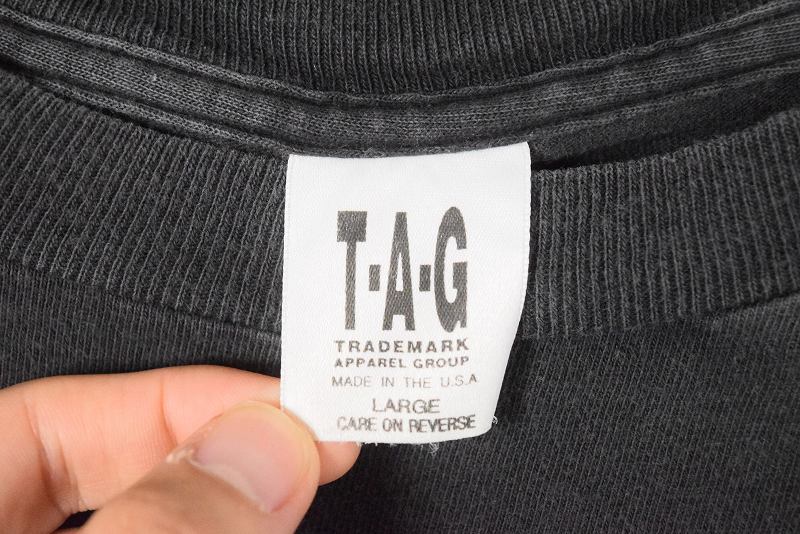 T-A-G
TRADEMARK
APPAREL GROUP
MADE IN THE U.S.A
LARGE
CARE ON REVERSE